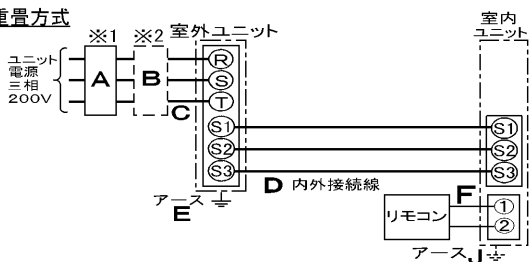 重畳方式
※1 ※2 室外ユニット 室内
ユニット
ユニット
電源
三相
200V
A B
R
S
T
C
S1 S1
S2 S2
S3 S3
D 内外接続線
アース
E
F
リモコン
1
2
アース J